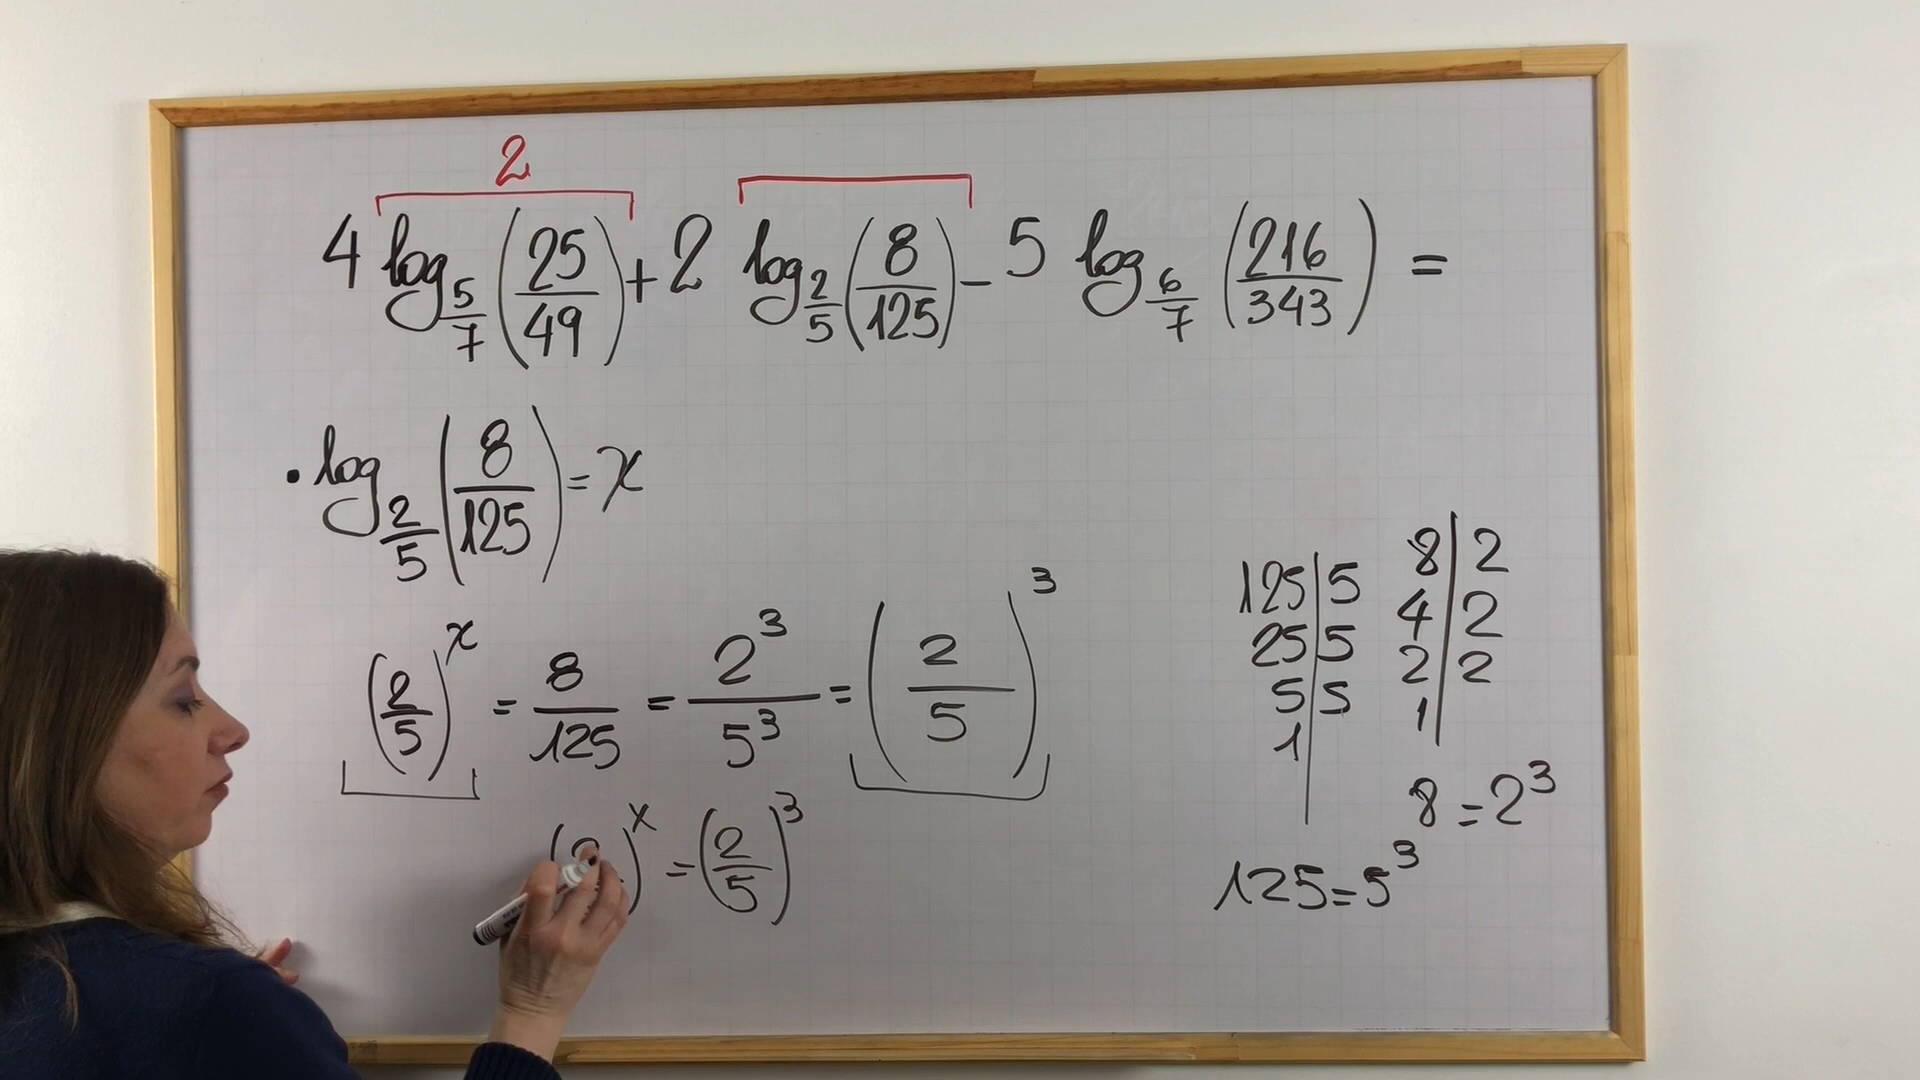 2
4 log_{5/7} (25/49) + 2 log_{2/5} (8/125) - 5 log_{6/7} (216/343) =
• log_{2/5} (8/125) = x
(2/5)^x = 8/125 = 2^3/5^3 = (2/5)^3
( )^x = (2/5)^3
125 | 5
25 | 5
5 | 5
1 |
8 | 2
4 | 2
2 | 2
1 |
8 = 2^3
125 = 5^3